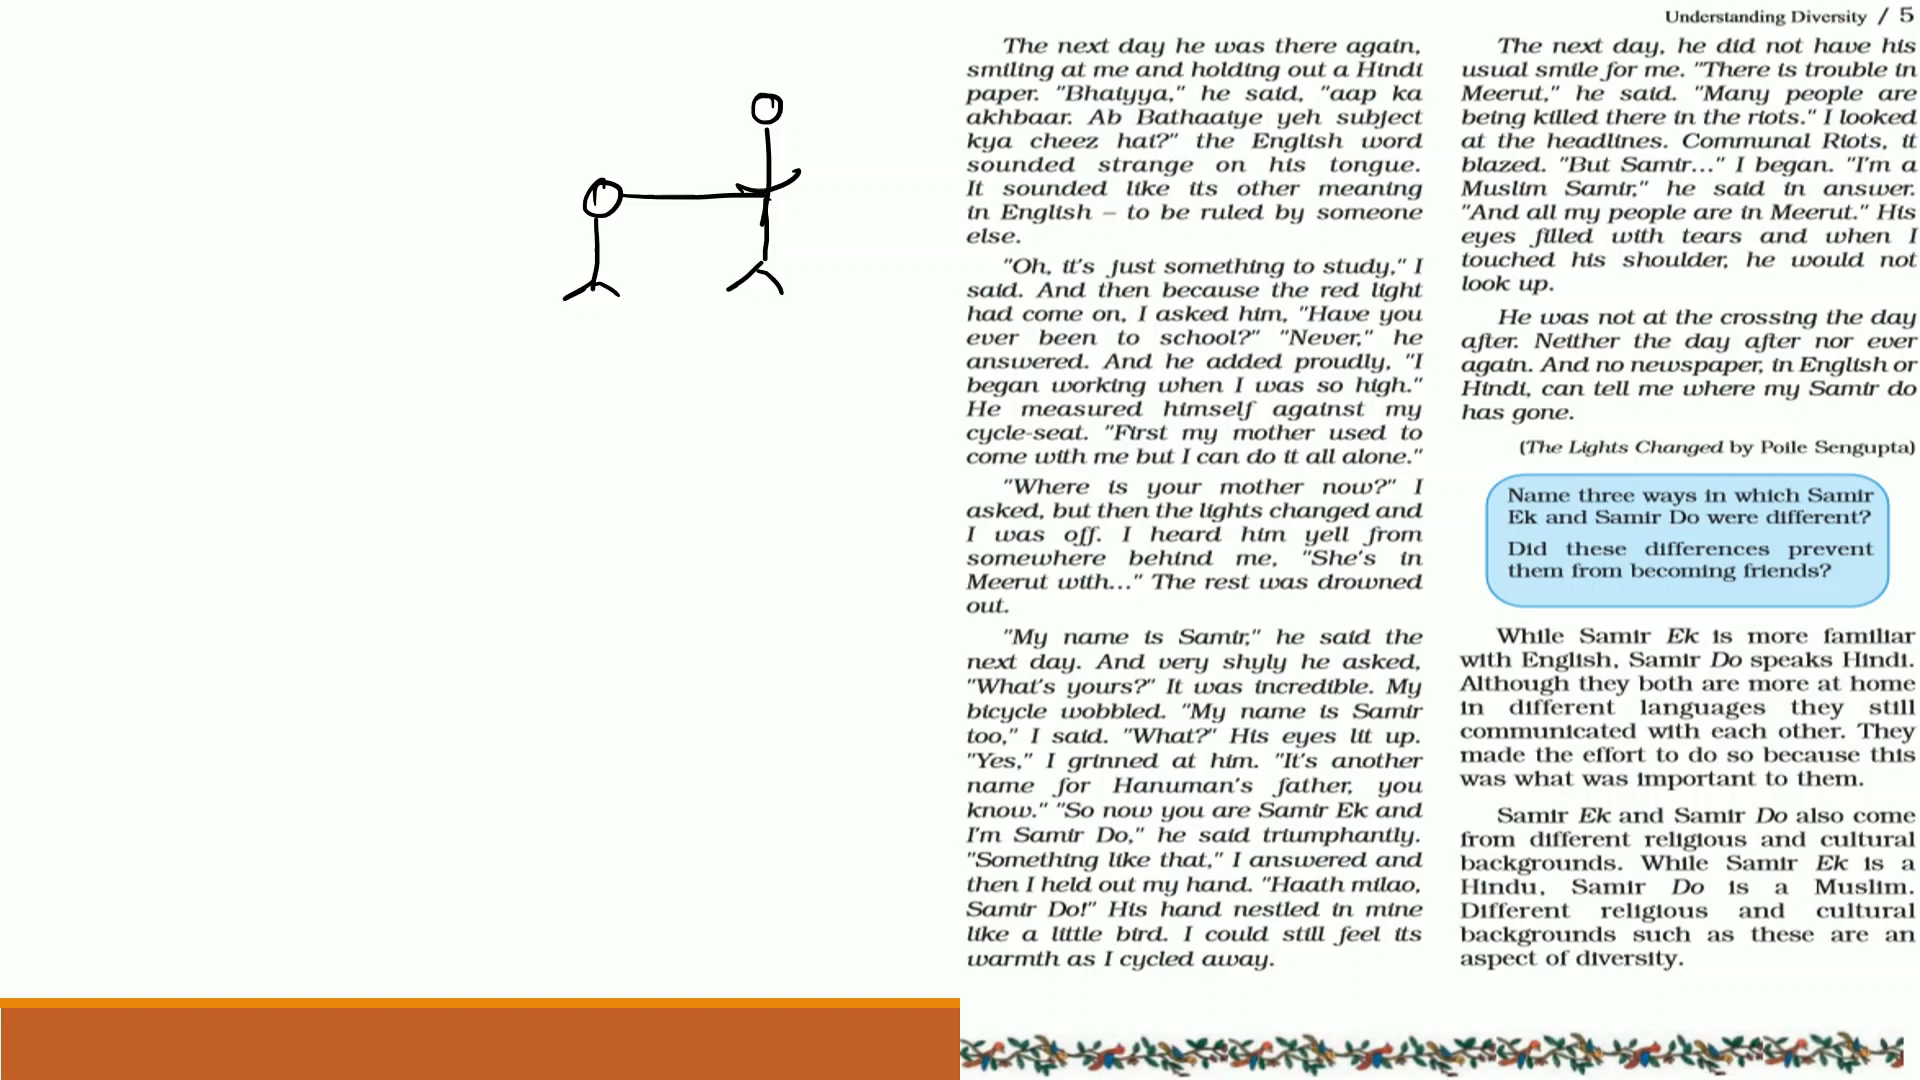 Understanding Diversity / 5
The next day he was there again,
smiling at me and holding out a Hindi
paper. "Bhaiyya," he said, "aap ka
akhbaar. Ab Bathaaiye yeh subject
kya cheez hai?" the English word
sounded strange on his tongue.
It sounded like its other meaning
in English – to be ruled by someone
else.
"Oh, it's just something to study," I
said. And then because the red light
had come on, I asked him, "Have you
ever been to school?" "Never," he
answered. And he added proudly, "I
began working when I was so high."
He measured himself against my
cycle-seat. "First my mother used to
come with me but I can do it all alone."
"Where is your mother now?" I
asked, but then the lights changed and
I was off. I heard him yell from
somewhere behind me, "She's in
Meerut with..." The rest was drowned
out.
"My name is Samir," he said the
next day. And very shyly he asked,
"What's yours?" It was incredible. My
bicycle wobbled. "My name is Samir
too," I said. "What?" His eyes lit up.
"Yes," I grinned at him. "It's another
name for Hanuman's father, you
know." "So now you are Samir Ek and
I'm Samir Do," he said triumphantly.
"Something like that," I answered and
then I held out my hand. "Haath milao,
Samir Do!" His hand nestled in mine
like a little bird. I could still feel its
warmth as I cycled away.
The next day, he did not have his
usual smile for me. "There is trouble in
Meerut," he said. "Many people are
being killed there in the riots." I looked
at the headlines. Communal Riots, it
blazed. "But Samir..." I began. "I'm a
Muslim Samir," he said in answer.
"And all my people are in Meerut." His
eyes filled with tears and when I
touched his shoulder, he would not
look up.
He was not at the crossing the day
after. Neither the day after nor ever
again. And no newspaper, in English or
Hindi, can tell me where my Samir do
has gone.
(The Lights Changed by Poile Sengupta)
Name three ways in which Samir
Ek and Samir Do were different?
Did these differences prevent
them from becoming friends?
While Samir Ek is more familiar
with English, Samir Do speaks Hindi.
Although they both are more at home
in different languages they still
communicated with each other. They
made the effort to do so because this
was what was important to them.
Samir Ek and Samir Do also come
from different religious and cultural
backgrounds. While Samir Ek is a
Hindu, Samir Do is a Muslim.
Different religious and cultural
backgrounds such as these are an
aspect of diversity.